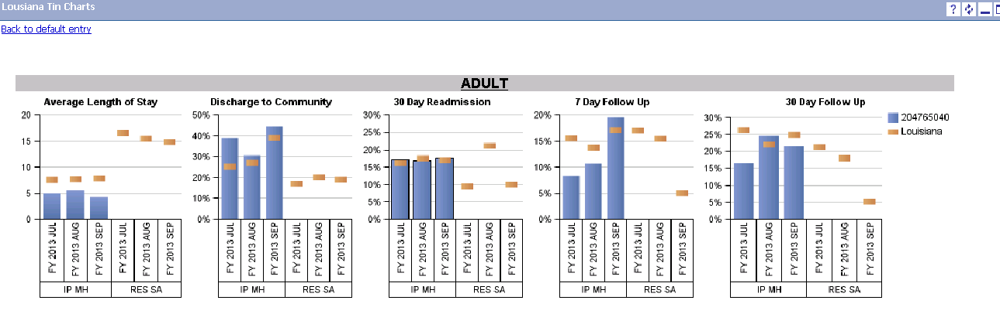 Lousiana Tin Charts
?
Back to default entry
ADULT
Average Length of Stay
20
15
10
5
0
FY 2013 JUL
FY 2013 AUG
FY 2013 SEP
FY 2013 JUL
FY 2013 AUG
FY 2013 SEP
IP MH
RES SA
Discharge to Community
50%
40%
30%
20%
10%
0%
FY 2013 JUL
FY 2013 AUG
FY 2013 SEP
FY 2013 JUL
FY 2013 AUG
FY 2013 SEP
IP MH
RES SA
30 Day Readmission
30%
25%
20%
15%
10%
5%
0%
FY 2013 JUL
FY 2013 AUG
FY 2013 SEP
FY 2013 JUL
FY 2013 AUG
FY 2013 SEP
IP MH
RES SA
7 Day Follow Up
20%
15%
10%
5%
0%
FY 2013 JUL
FY 2013 AUG
FY 2013 SEP
FY 2013 JUL
FY 2013 AUG
FY 2013 SEP
IP MH
RES SA
30 Day Follow Up
30%
25%
20%
15%
10%
5%
0%
FY 2013 JUL
FY 2013 AUG
FY 2013 SEP
FY 2013 JUL
FY 2013 AUG
FY 2013 SEP
IP MH
RES SA
204765040
Louisiana